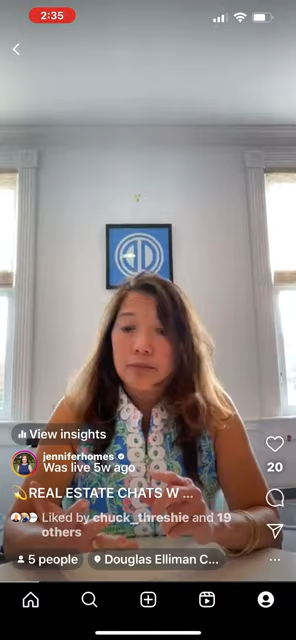 2:35
View insights
jenniferhomes
Was live 5w ago
💫REAL ESTATE CHATS W ...
20
Liked by chuck_threshie and 19
others
5 people
Douglas Elliman C...